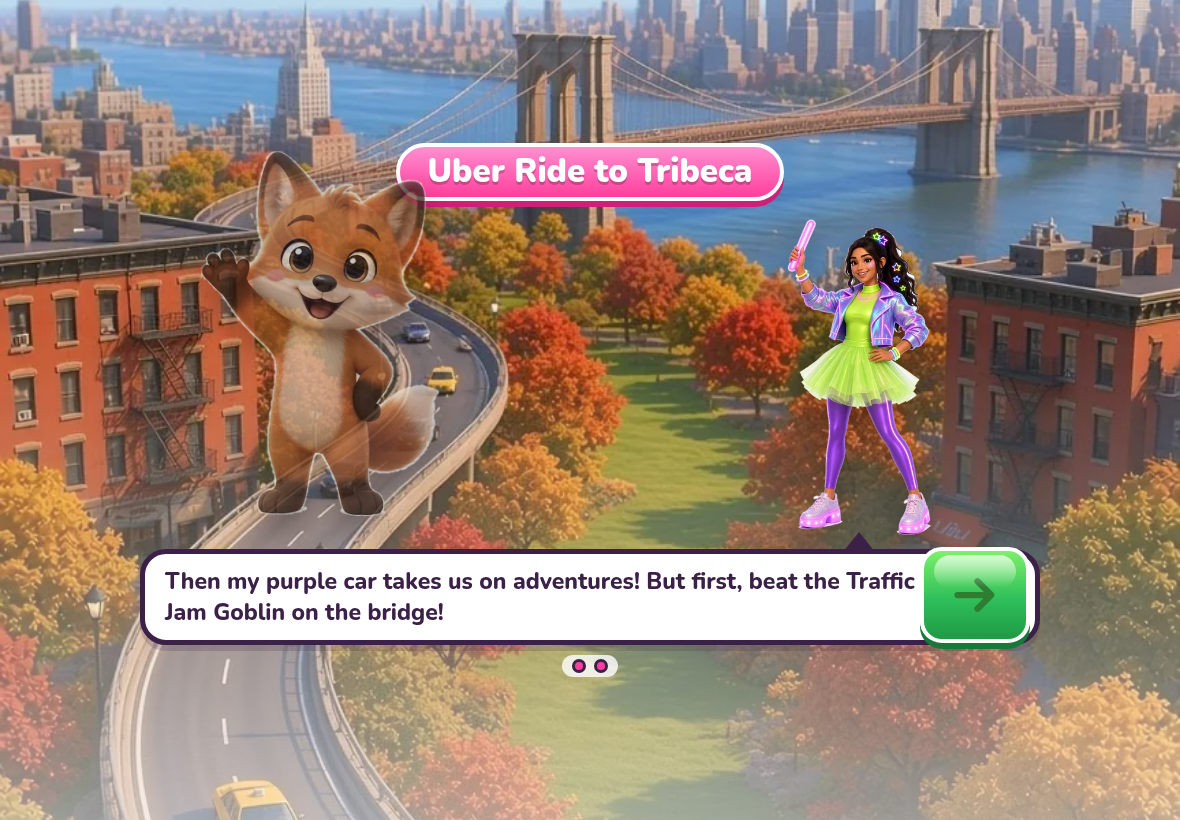 Uber Ride to Tribeca
Then my purple car takes us on adventures! But first, beat the Traffic
Jam Goblin on the bridge!